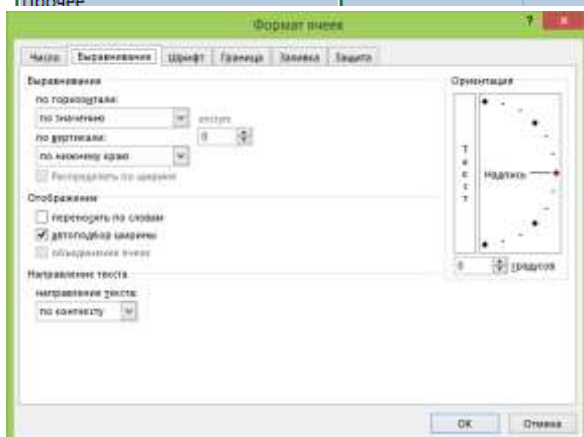 Прочее
Формат ячеек
?
Число Выравнивание Шрифт Граница Заливка Защита
Выравнивание
по горизонтали:
по значению
отступ:
0
по вертикали:
по нижнему краю
Распределять по ширине
Отображение
переносить по словам
автоподбор ширины
объединение ячеек
Направление текста
направление текста:
по контексту
Ориентация
Текст
Надпись
0 градусов
ОК Отмена